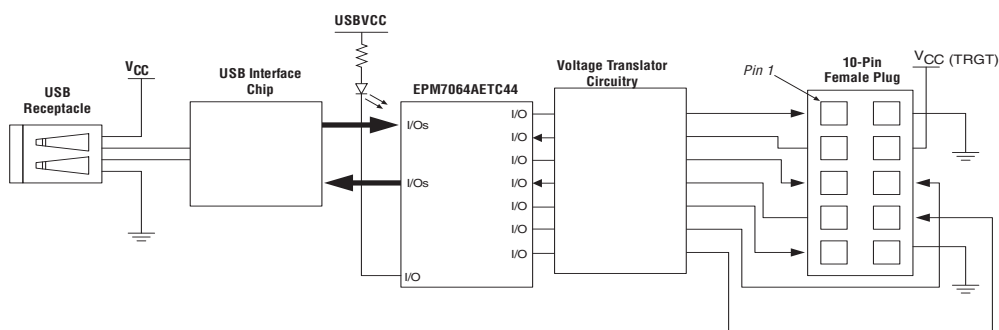 USBVCC
VCC
USB
Receptacle
USB Interface
Chip
EPM7064AETC44
Voltage Translator
Circuitry
Pin 1
10-Pin
Female Plug
VCC (TRGT)
I/Os
I/Os
I/O
I/O
I/O
I/O
I/O
I/O
I/O
I/O